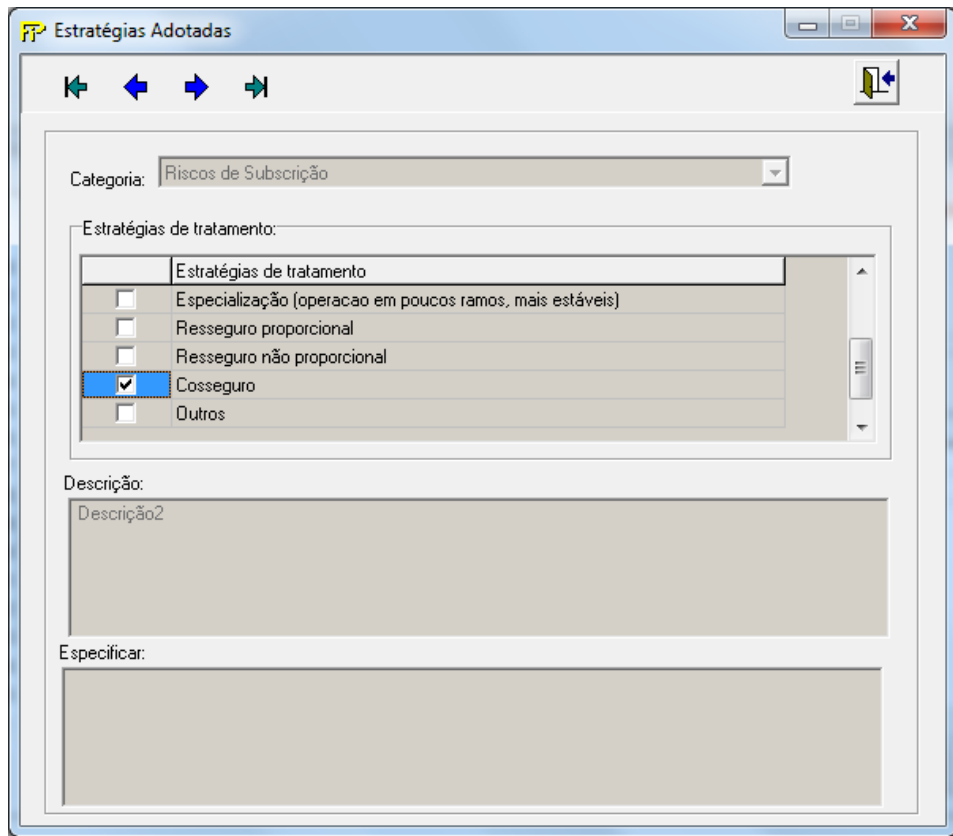 FIP Estratégias Adotadas
Categoria: Riscos de Subscrição
Estratégias de tratamento:
Estratégias de tratamento
Especialização (operacao em poucos ramos, mais estáveis)
Resseguro proporcional
Resseguro não proporcional
Cosseguro
Outros
Descrição:
Descrição2
Especificar: